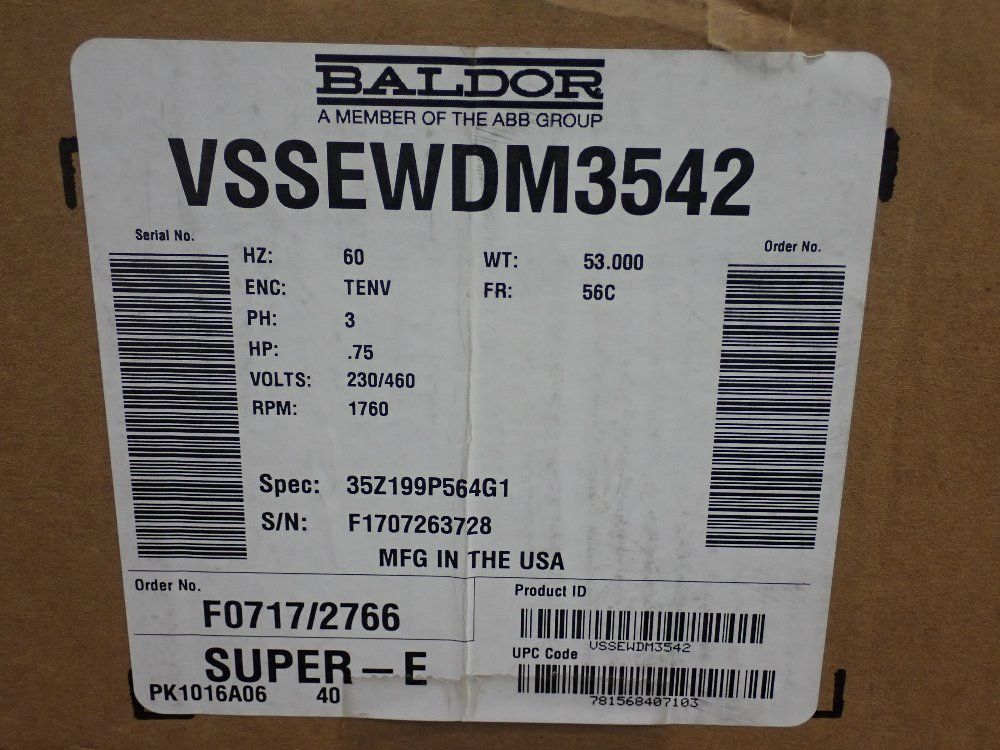 BALDOR
A MEMBER OF THE ABB GROUP
VSSEWDM3542
Serial No.
Order No.
HZ: 60 WT: 53.000
ENC: TENV FR: 56C
PH: 3
HP: .75
VOLTS: 230/460
RPM: 1760
Spec: 35Z199P564G1
S/N: F1707263728
MFG IN THE USA
Order No.
F0717/2766
SUPER-E
PK1016A06 40
Product ID
VSSEWDM3542
UPC Code
781568407103